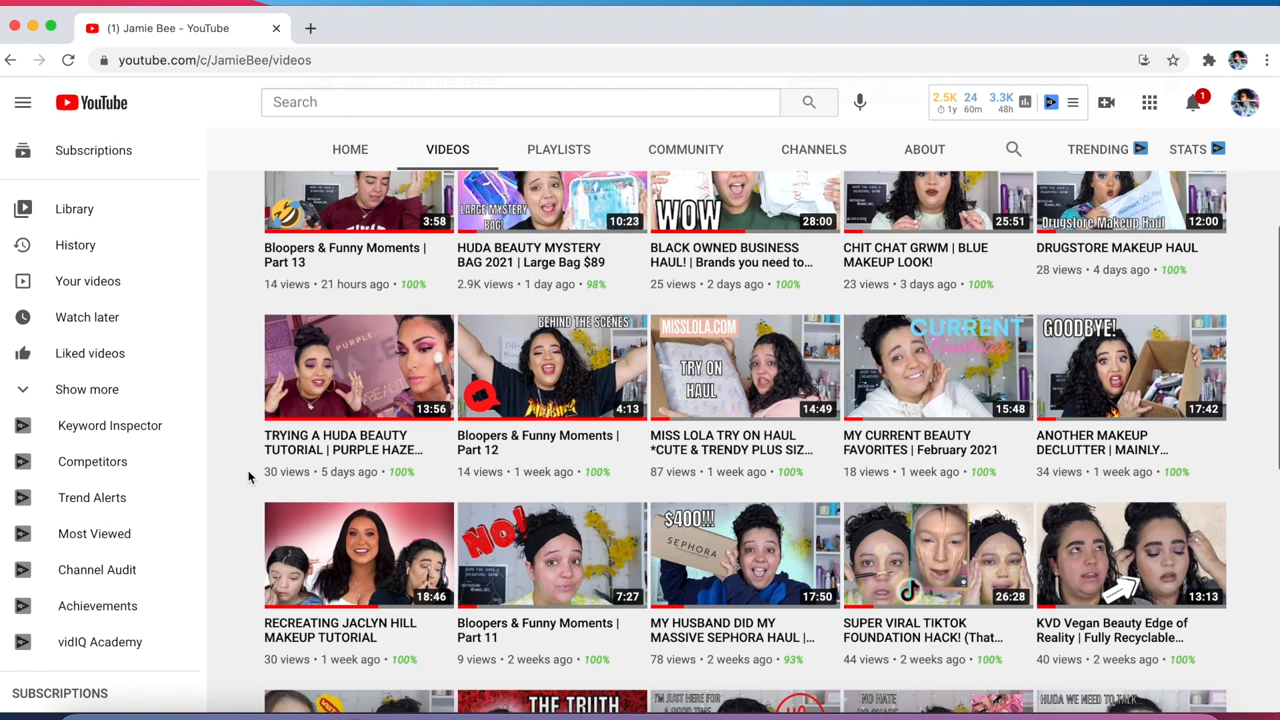 (1) Jamie Bee - YouTube
youtube.com/c/JamieBee/videos
YouTube
Search
2.5K 24 3.3K
1y 60m 48h
1
HOME VIDEOS PLAYLISTS COMMUNITY CHANNELS ABOUT TRENDING STATS
Subscriptions
Library
History
Your videos
Watch later
Liked videos
Show more
Keyword Inspector
Competitors
Trend Alerts
Most Viewed
Channel Audit
Achievements
vidIQ Academy
SUBSCRIPTIONS
3:58
Bloopers & Funny Moments |
Part 13
14 views • 21 hours ago • 100%
LARGE MYSTERY
BAG!
10:23
HUDA BEAUTY MYSTERY
BAG 2021 | Large Bag $89
2.9K views • 1 day ago • 98%
WOW
28:00
BLACK OWNED BUSINESS
HAUL! | Brands you need to...
25 views • 2 days ago • 100%
25:51
CHIT CHAT GRWM | BLUE
MAKEUP LOOK!
23 views • 3 days ago • 100%
Drugstore Makeup Haul
12:00
DRUGSTORE MAKEUP HAUL
28 views • 4 days ago • 100%
PURPLE
13:56
TRYING A HUDA BEAUTY
TUTORIAL | PURPLE HAZE...
30 views • 5 days ago • 100%
BEHIND THE SCENES
4:13
Bloopers & Funny Moments |
Part 12
14 views • 1 week ago • 100%
MISSLOLA.COM
TRY ON
HAUL
14:49
MISS LOLA TRY ON HAUL
*CUTE & TRENDY PLUS SIZ...
87 views • 1 week ago • 100%
CURRENT
15:48
MY CURRENT BEAUTY
FAVORITES | February 2021
18 views • 1 week ago • 100%
GOODBYE!
17:42
ANOTHER MAKEUP
DECLUTTER | MAINLY...
34 views • 1 week ago • 100%
18:46
RECREATING JACLYN HILL
MAKEUP TUTORIAL
30 views • 1 week ago • 100%
NO!
7:27
Bloopers & Funny Moments |
Part 11
9 views • 2 weeks ago • 100%
$400!!!
SEPHORA
17:50
MY HUSBAND DID MY
MASSIVE SEPHORA HAUL |...
78 views • 2 weeks ago • 93%
26:28
SUPER VIRAL TIKTOK
FOUNDATION HACK! (That...
44 views • 2 weeks ago • 100%
13:13
KVD Vegan Beauty Edge of
Reality | Fully Recyclable...
40 views • 2 weeks ago • 100%
THE TRUTH
I'M JUST HERE FOR
NO HATE
HUDA WE NEED TO TALK...